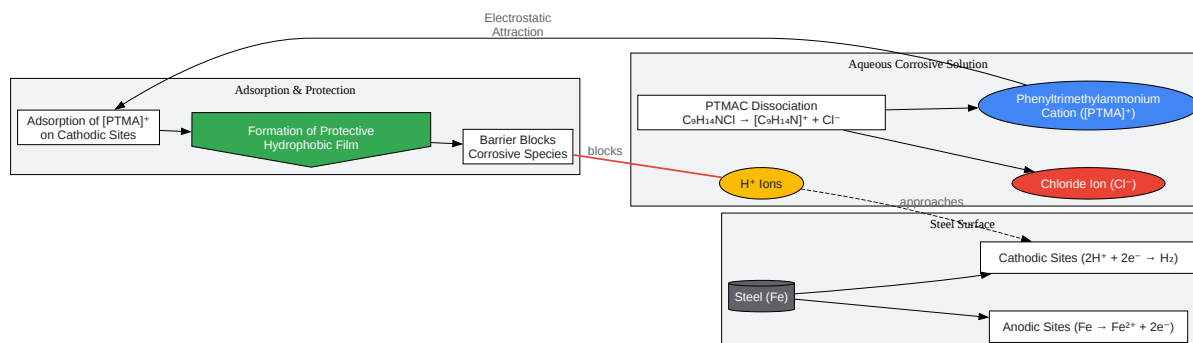 Electrostatic
Attraction
Adsorption & Protection
Adsorption of [PTMA]⁺
on Cathodic Sites
Formation of Protective
Hydrophobic Film
Barrier Blocks
Corrosive Species
blocks
Aqueous Corrosive Solution
PTMAC Dissociation
C₉H₁₄NCl → [C₉H₁₄N]⁺ + Cl⁻
Phenyltrimethylammonium
Cation ([PTMA]⁺)
H⁺ Ions
Chloride Ion (Cl⁻)
approaches
Steel Surface
Cathodic Sites (2H⁺ + 2e⁻ → H₂)
Steel (Fe)
Anodic Sites (Fe → Fe²⁺ + 2e⁻)